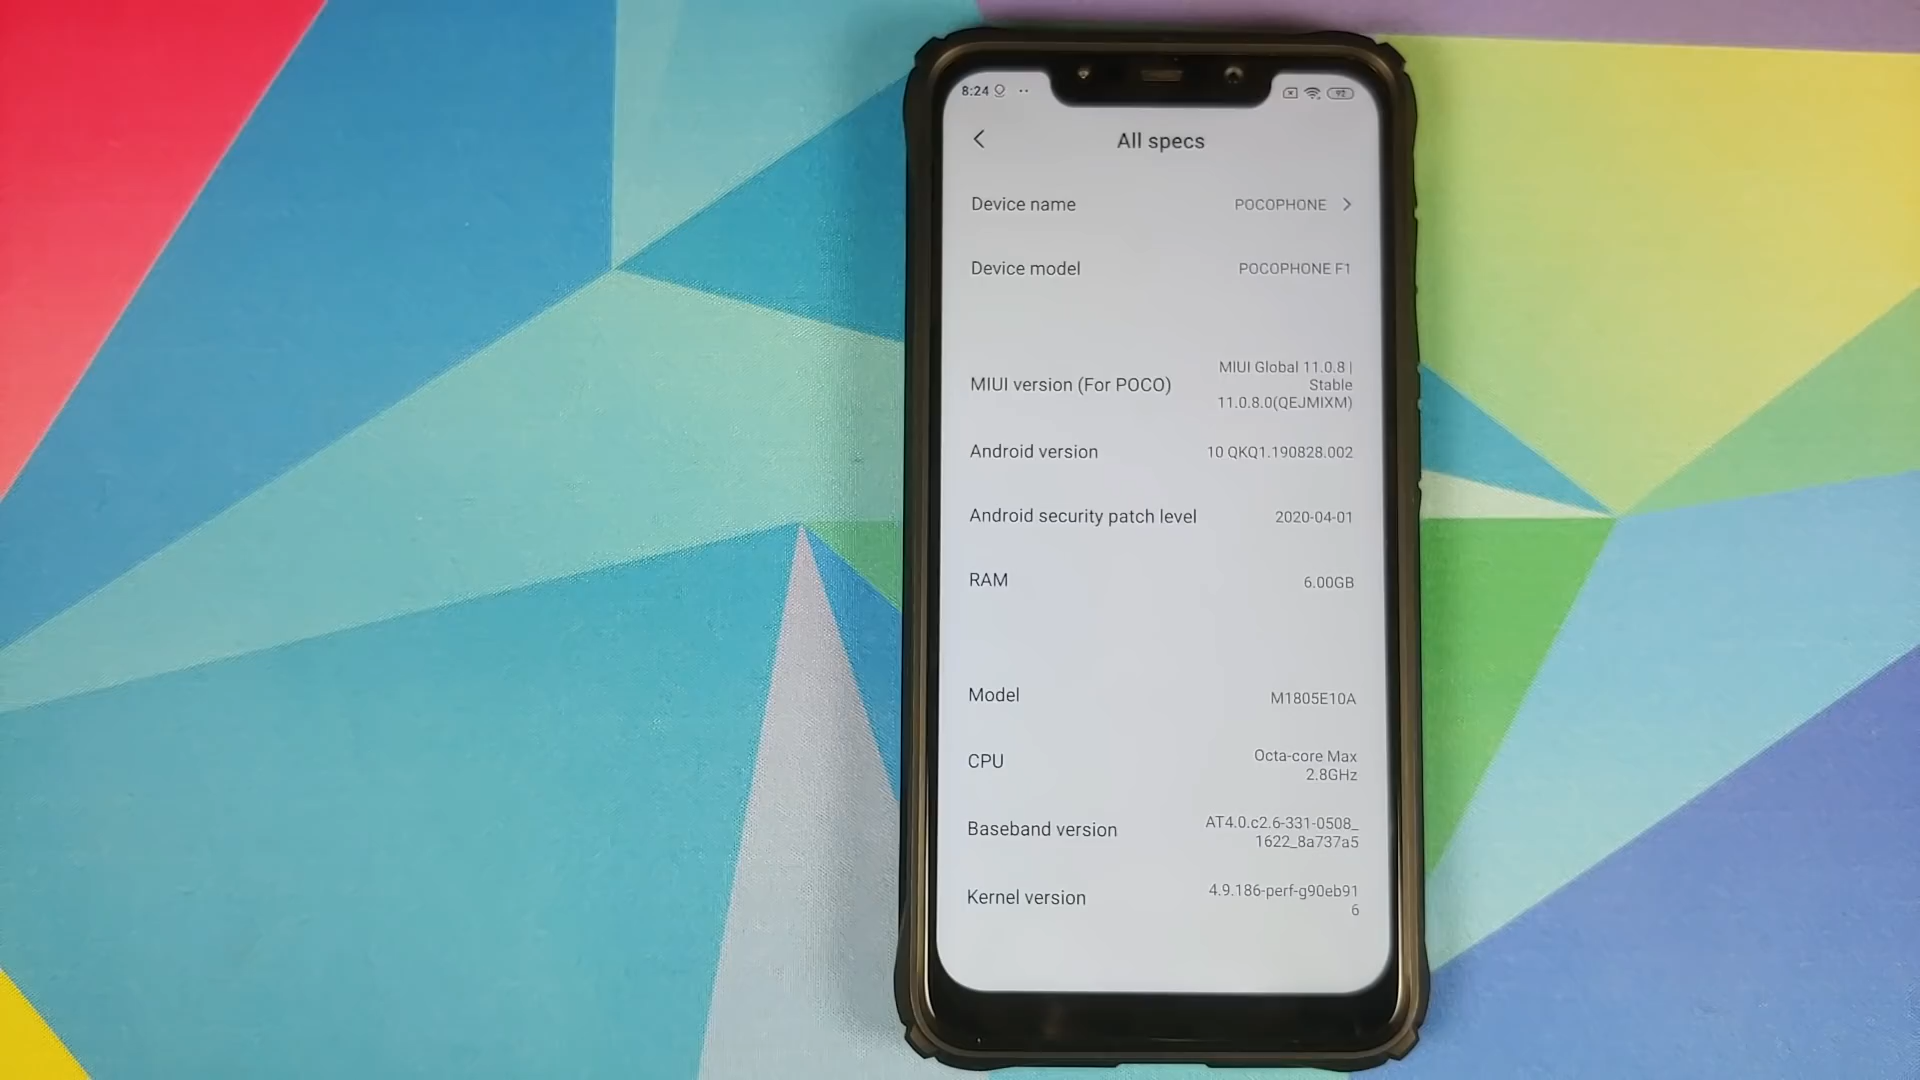 8:24
92
All specs
Device name
POCOPHONE
Device model
POCOPHONE F1
MIUI version (For POCO)
MIUI Global 11.0.8 |
Stable
11.0.8.0(QEJMIXM)
Android version
10 QKQ1.190828.002
Android security patch level
2020-04-01
RAM
6.00GB
Model
M1805E10A
CPU
Octa-core Max
2.8GHz
Baseband version
AT4.0.c2.6-331-0508_
1622_8a737a5
Kernel version
4.9.186-perf-g90eb91
6